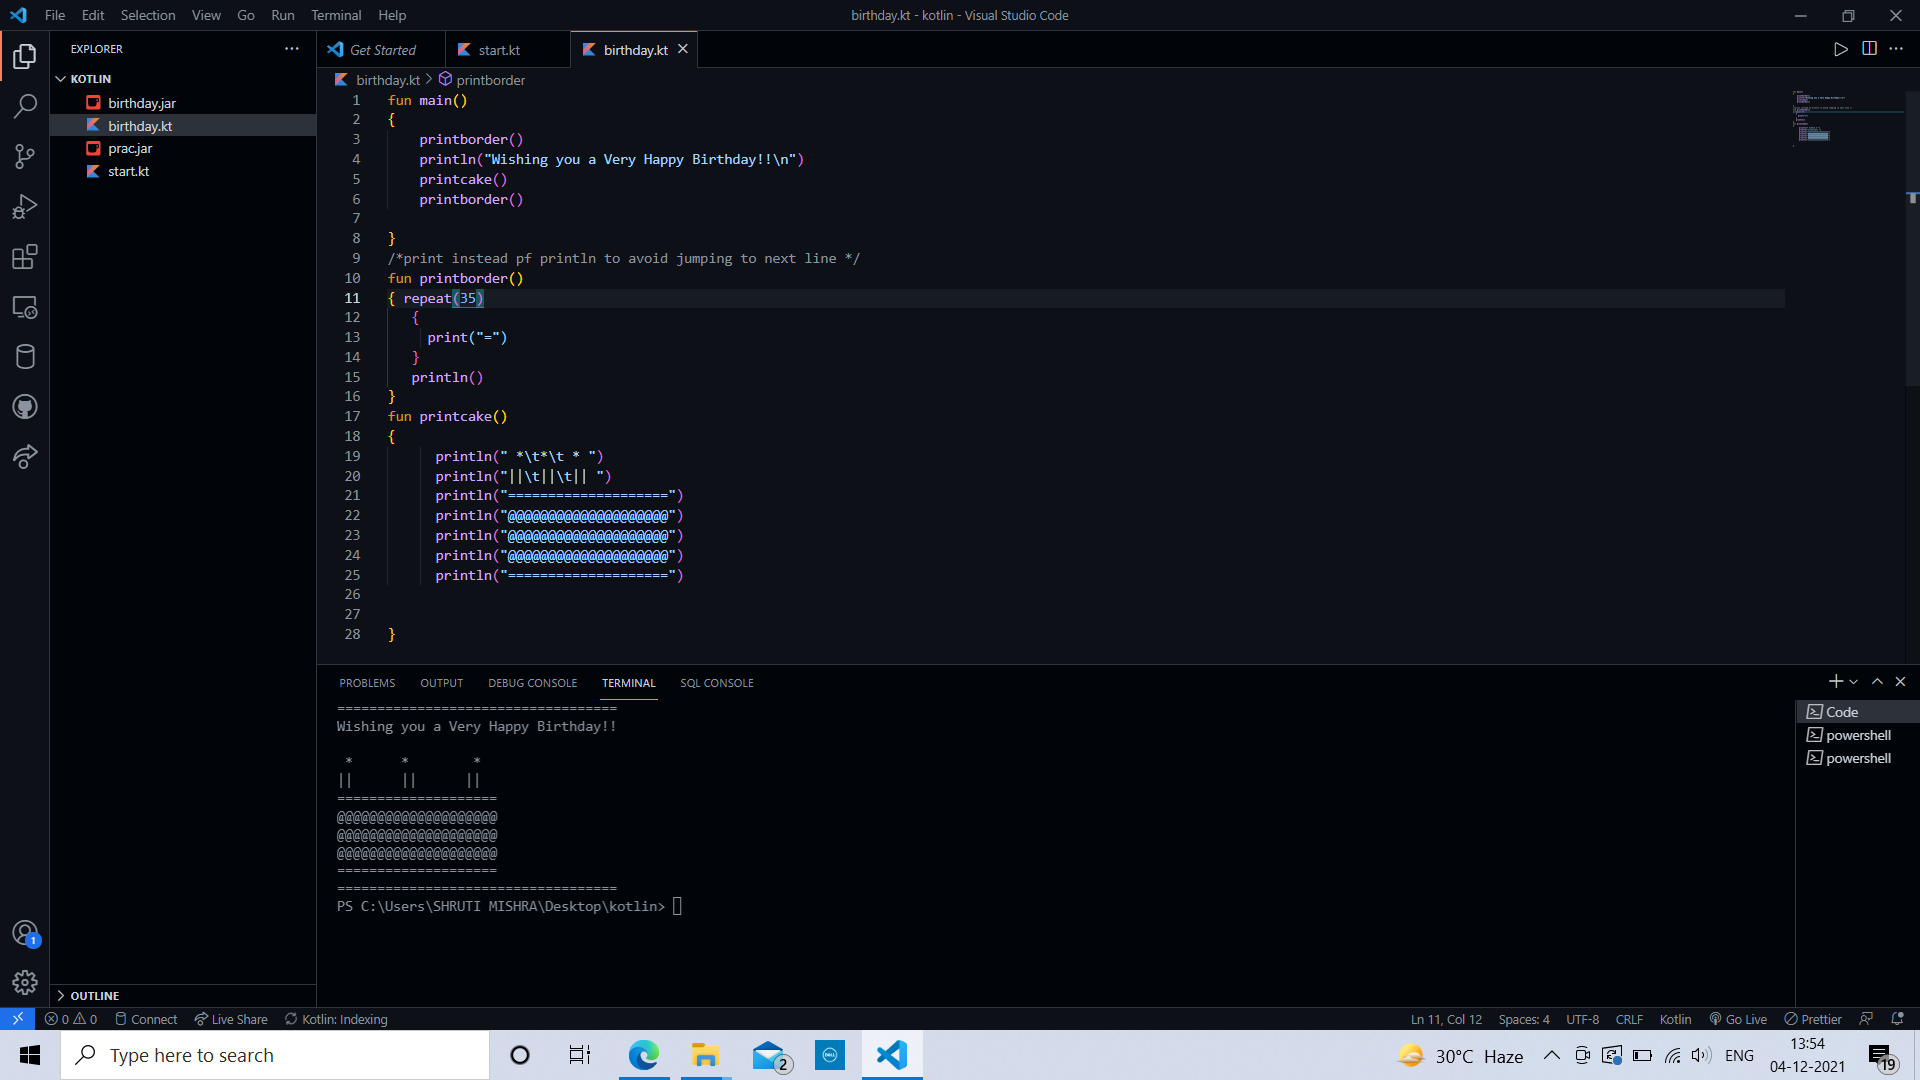 File Edit Selection View Go Run Terminal Help birthday.kt - kotlin - Visual Studio Code
EXPLORER
KOTLIN
birthday.jar
birthday.kt
prac.jar
start.kt
OUTLINE
Get Started start.kt birthday.kt
birthday.kt > printborder
1 fun main()
2 {
3 printborder()
4 println("Wishing you a Very Happy Birthday!!\n")
5 printcake()
6 printborder()
7
8 }
9 /*print instead pf println to avoid jumping to next line */
10 fun printborder()
11 { repeat(35)
12 {
13 print("=")
14 }
15 println()
16 }
17 fun printcake()
18 {
19 println(" *\t*\t * ")
20 println("||\t||\t|| ")
21 println("====================")
22 println("@@@@@@@@@@@@@@@@@@@@")
23 println("@@@@@@@@@@@@@@@@@@@@")
24 println("@@@@@@@@@@@@@@@@@@@@")
25 println("====================")
26
27
28 }
PROBLEMS OUTPUT DEBUG CONSOLE TERMINAL SQL CONSOLE
===================================
Wishing you a Very Happy Birthday!!
* * *
|| || ||
====================
@@@@@@@@@@@@@@@@@@@@
@@@@@@@@@@@@@@@@@@@@
@@@@@@@@@@@@@@@@@@@@
====================
===================================
PS C:\Users\SHRUTI MISHRA\Desktop\kotlin>
Code
powershell
powershell
1
0 0 Connect Live Share Kotlin: Indexing Ln 11, Col 12 Spaces: 4 UTF-8 CRLF Kotlin Go Live Prettier
Type here to search 2 DELL 30°C Haze ENG 13:54
04-12-2021 19